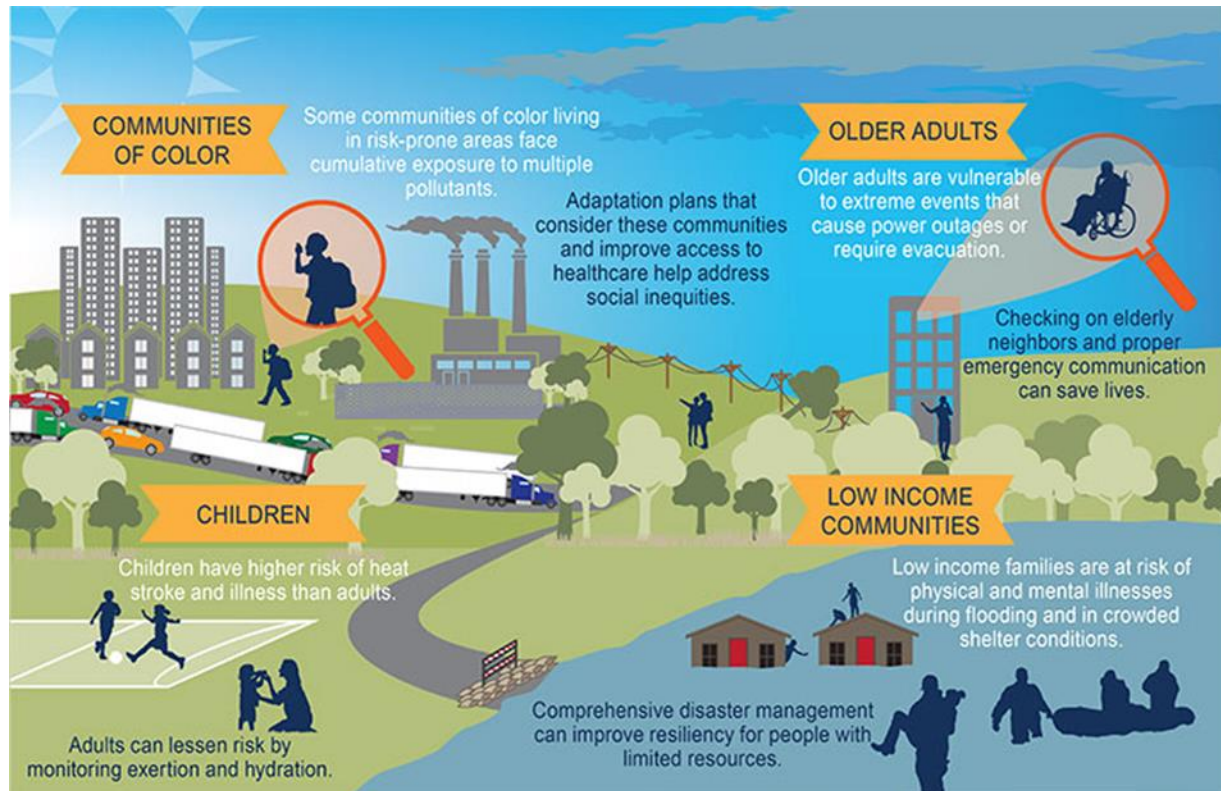 COMMUNITIES
OF COLOR
Some communities of color living
in risk-prone areas face
cumulative exposure to multiple
pollutants.
Adaptation plans that
consider these communities
and improve access to
healthcare help address
social inequities.
OLDER ADULTS
Older adults are vulnerable
to extreme events that
cause power outages or
require evacuation.
Checking on elderly
neighbors and proper
emergency communication
can save lives.
CHILDREN
Children have higher risk of heat
stroke and illness than adults.
Adults can lessen risk by
monitoring exertion and hydration.
LOW INCOME
COMMUNITIES
Low income families are at risk of
physical and mental illnesses
during flooding and in crowded
shelter conditions.
Comprehensive disaster management
can improve resiliency for people with
limited resources.